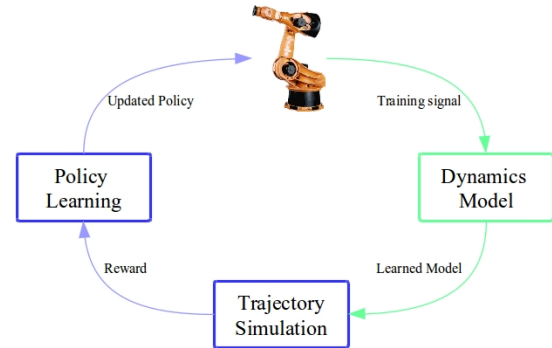 Updated Policy
Training signal
Policy
Learning
Dynamics
Model
Reward
Learned Model
Trajectory
Simulation